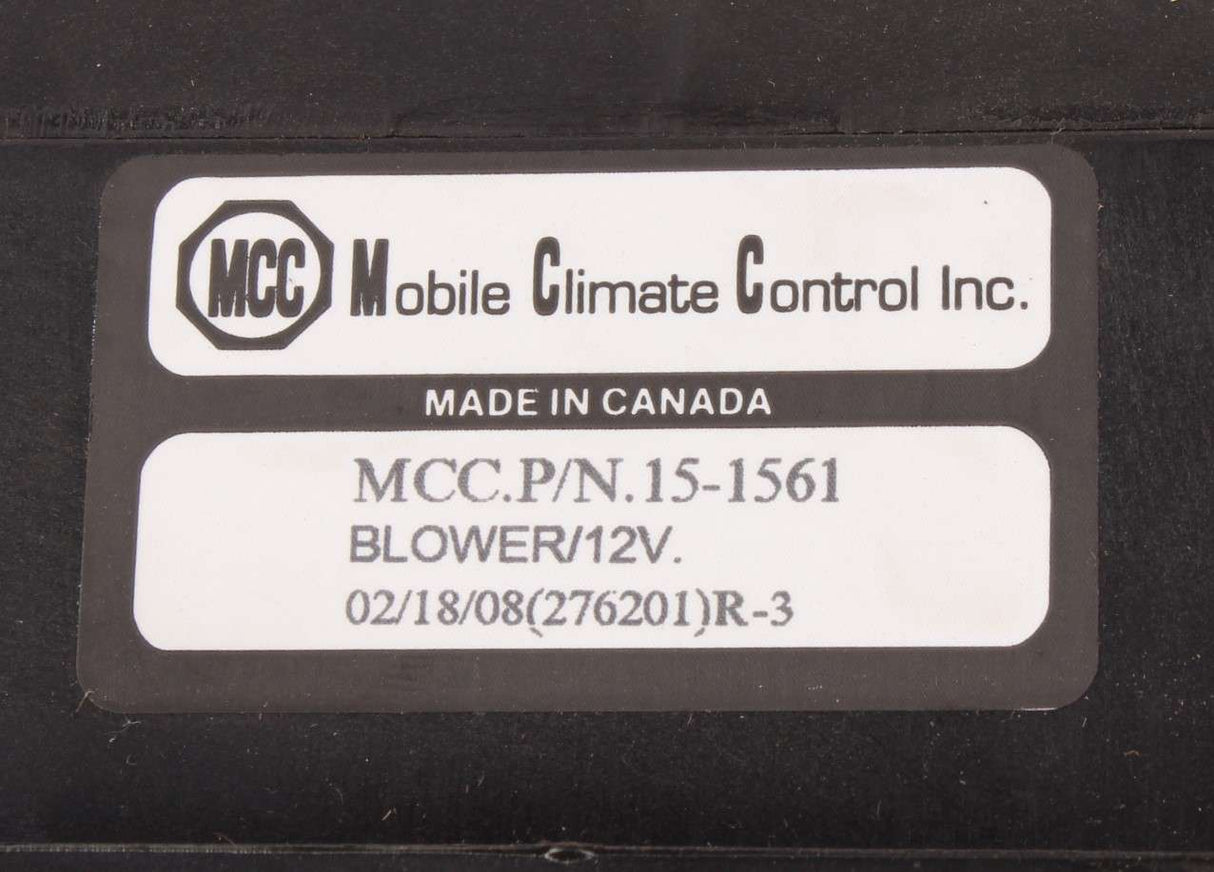 MCC Mobile Climate Control Inc.
MADE IN CANADA
MCC.P/N.15-1561
BLOWER/12V.
02/18/08(276201)R-3